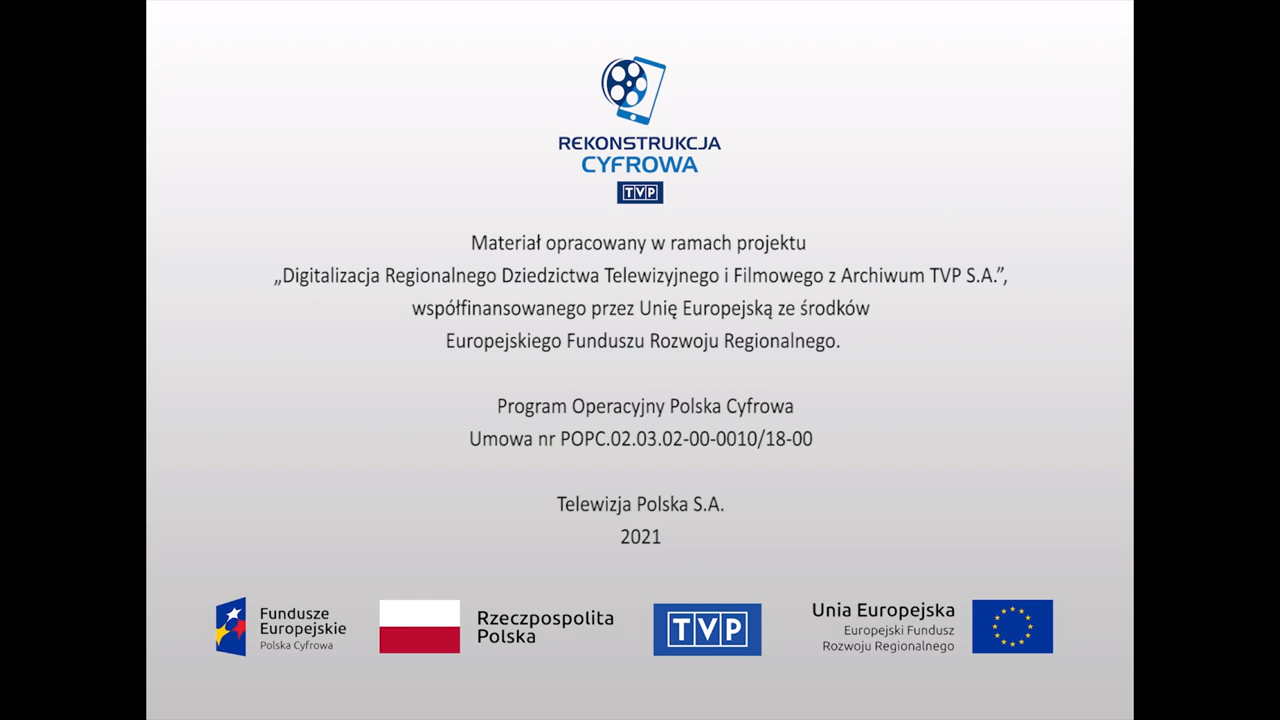 REKONSTRUKCJA
CYFROWA
TVP
Materiał opracowany w ramach projektu
„Digitalizacja Regionalnego Dziedzictwa Telewizyjnego i Filmowego z Archiwum TVP S.A.”,
współfinansowanego przez Unię Europejską ze środków
Europejskiego Funduszu Rozwoju Regionalnego.
Program Operacyjny Polska Cyfrowa
Umowa nr POPC.02.03.02-00-0010/18-00
Telewizja Polska S.A.
2021
Fundusze
Europejskie
Polska Cyfrowa
Rzeczpospolita
Polska
TVP
Unia Europejska
Europejski Fundusz
Rozwoju Regionalnego